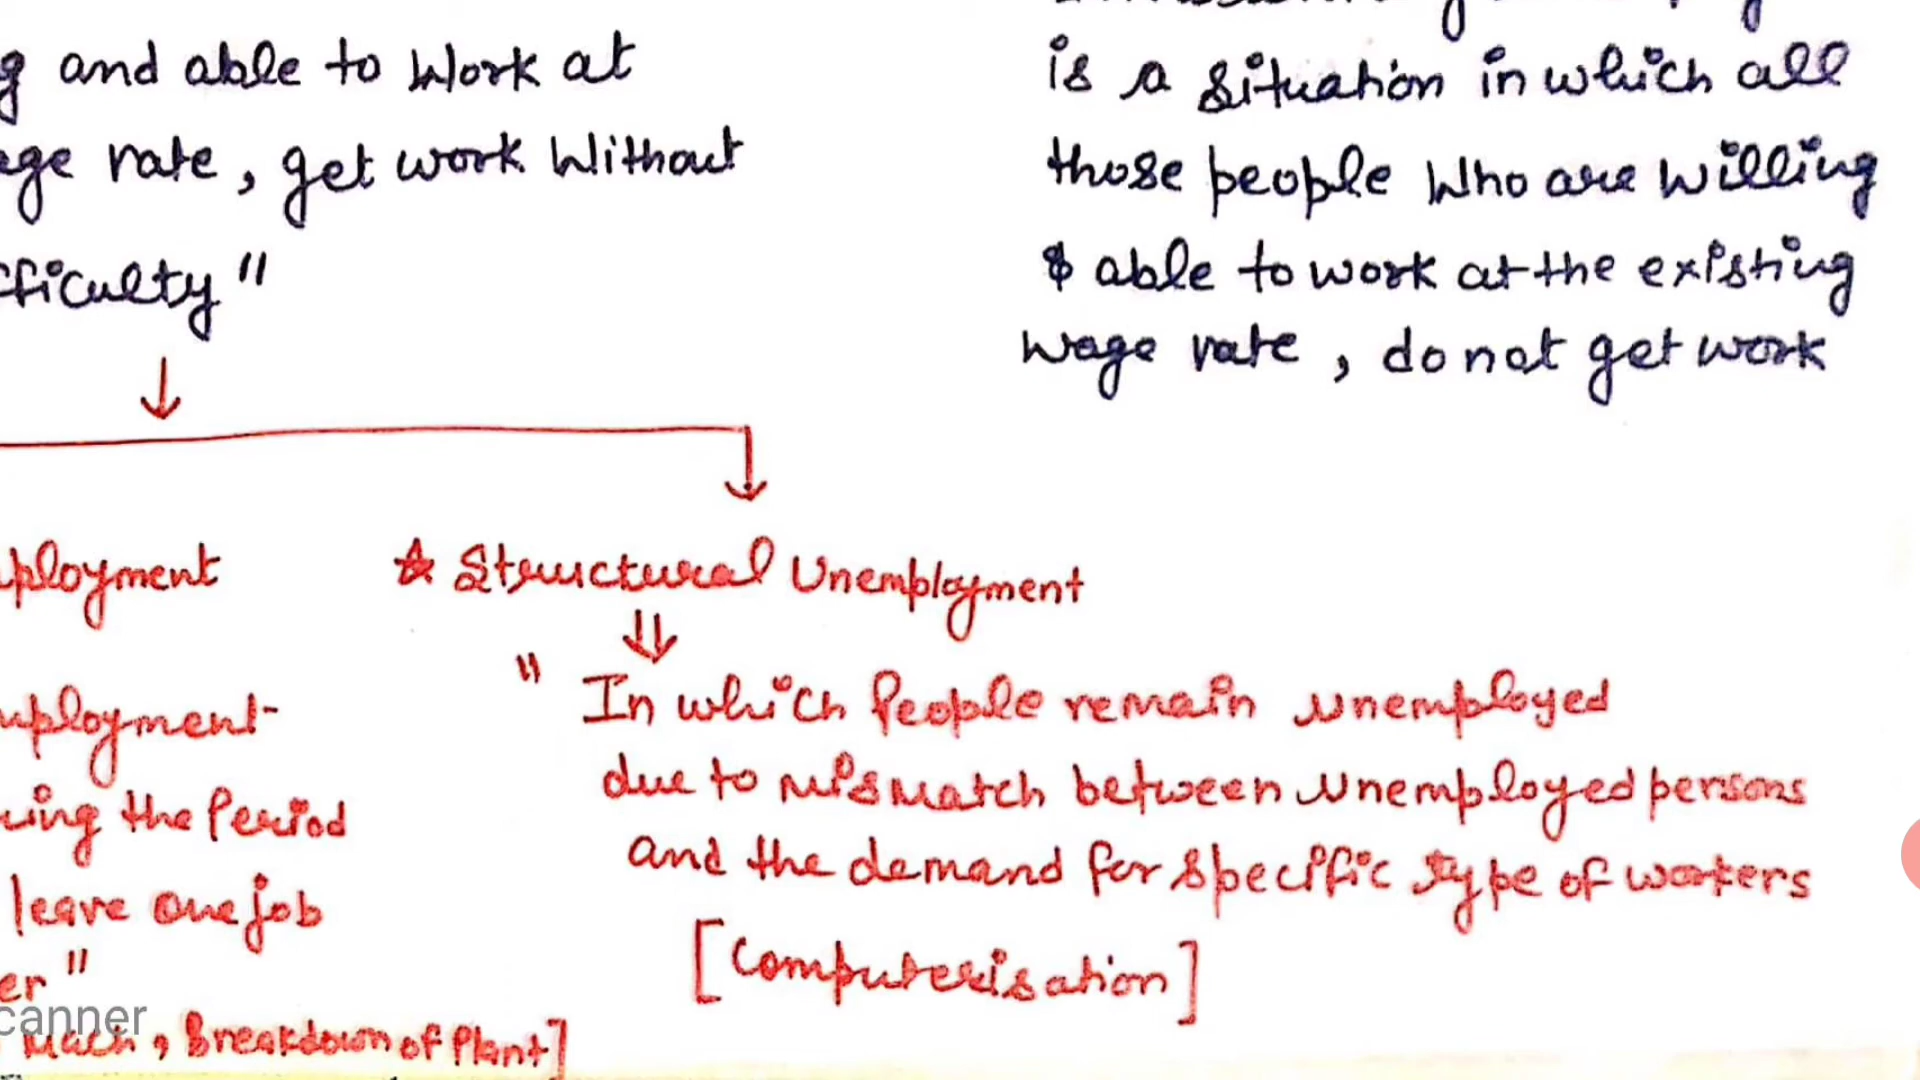 and able to work at
rate, get work without
"
is a situation in which all
those people who are willing
& able to work at the existing
wage rate, do not get work
☆ Structural Unemployment
" In which people remain unemployed
due to mismatch between unemployed persons
and the demand for specific type of workers
[Computerisation]
ployment
ployment-
the Period
leave one job
er"
canner
Mach, Breakdown of Plant]